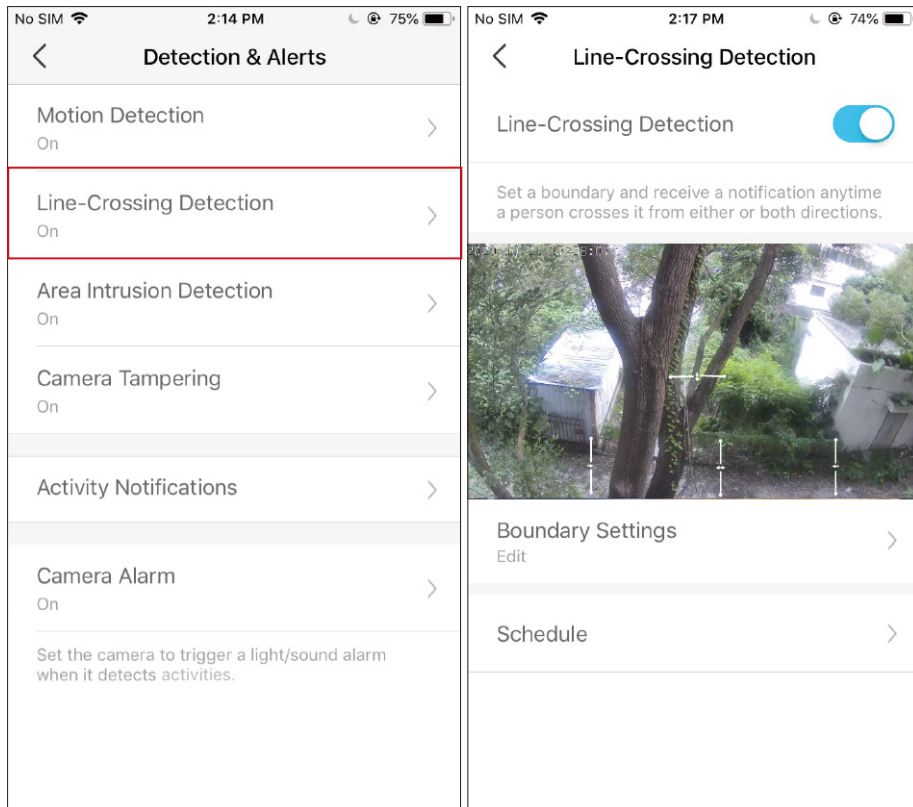 No SIM 2:14 PM 75%
Detection & Alerts
Motion Detection
On
Line-Crossing Detection
On
Area Intrusion Detection
On
Camera Tampering
On
Activity Notifications
Camera Alarm
On
Set the camera to trigger a light/sound alarm
when it detects activities.
No SIM 2:17 PM 74%
Line-Crossing Detection
Line-Crossing Detection
Set a boundary and receive a notification anytime
a person crosses it from either or both directions.
Boundary Settings
Edit
Schedule